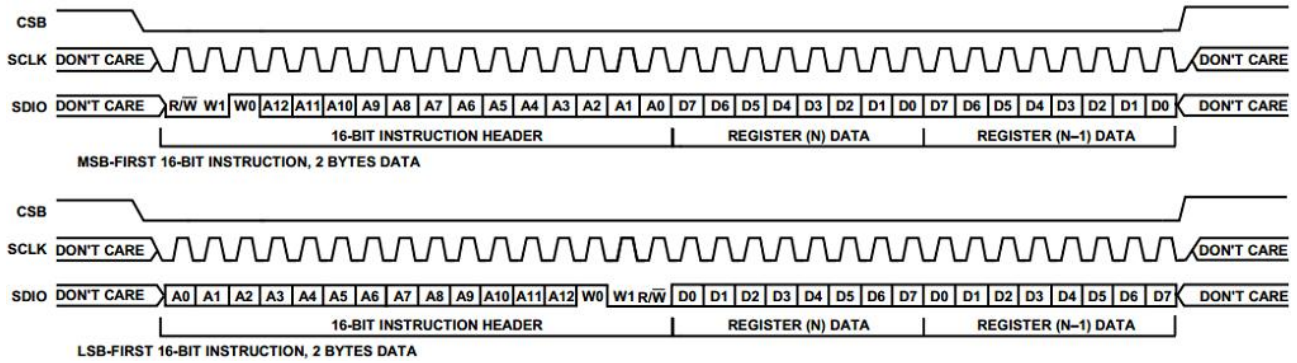 CSB
SCLK DON'T CARE DON'T CARE
SDIO DON'T CARE R/W̅ W1 W0 A12 A11 A10 A9 A8 A7 A6 A5 A4 A3 A2 A1 A0 D7 D6 D5 D4 D3 D2 D1 D0 D7 D6 D5 D4 D3 D2 D1 D0 DON'T CARE
16-BIT INSTRUCTION HEADER REGISTER (N) DATA REGISTER (N–1) DATA
MSB-FIRST 16-BIT INSTRUCTION, 2 BYTES DATA
CSB
SCLK DON'T CARE DON'T CARE
SDIO DON'T CARE A0 A1 A2 A3 A4 A5 A6 A7 A8 A9 A10 A11 A12 W0 W1 R/W̅ D0 D1 D2 D3 D4 D5 D6 D7 D0 D1 D2 D3 D4 D5 D6 D7 DON'T CARE
16-BIT INSTRUCTION HEADER REGISTER (N) DATA REGISTER (N–1) DATA
LSB-FIRST 16-BIT INSTRUCTION, 2 BYTES DATA